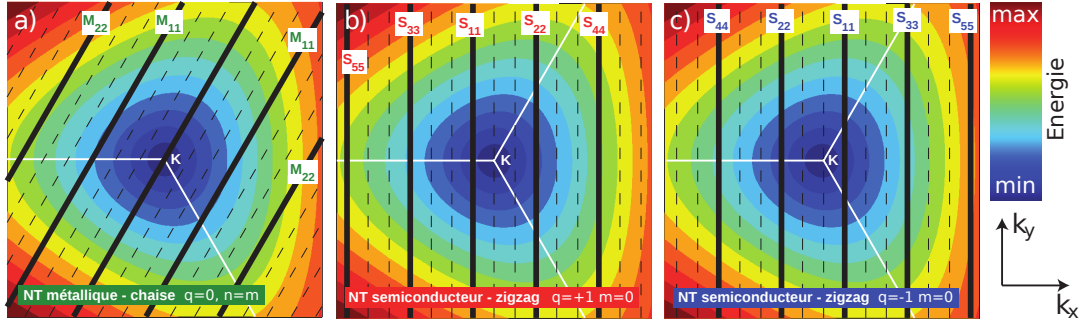 a)
M22
M11
M11
M22
K
NT métallique - chaise q=0, n=m
b)
S55
S33
S11
S22
S44
K
NT semiconducteur - zigzag q=+1 m=0
c)
S44
S22
S11
S33
S55
K
NT semiconducteur - zigzag q=-1 m=0
max
Energie
min
ky
kx